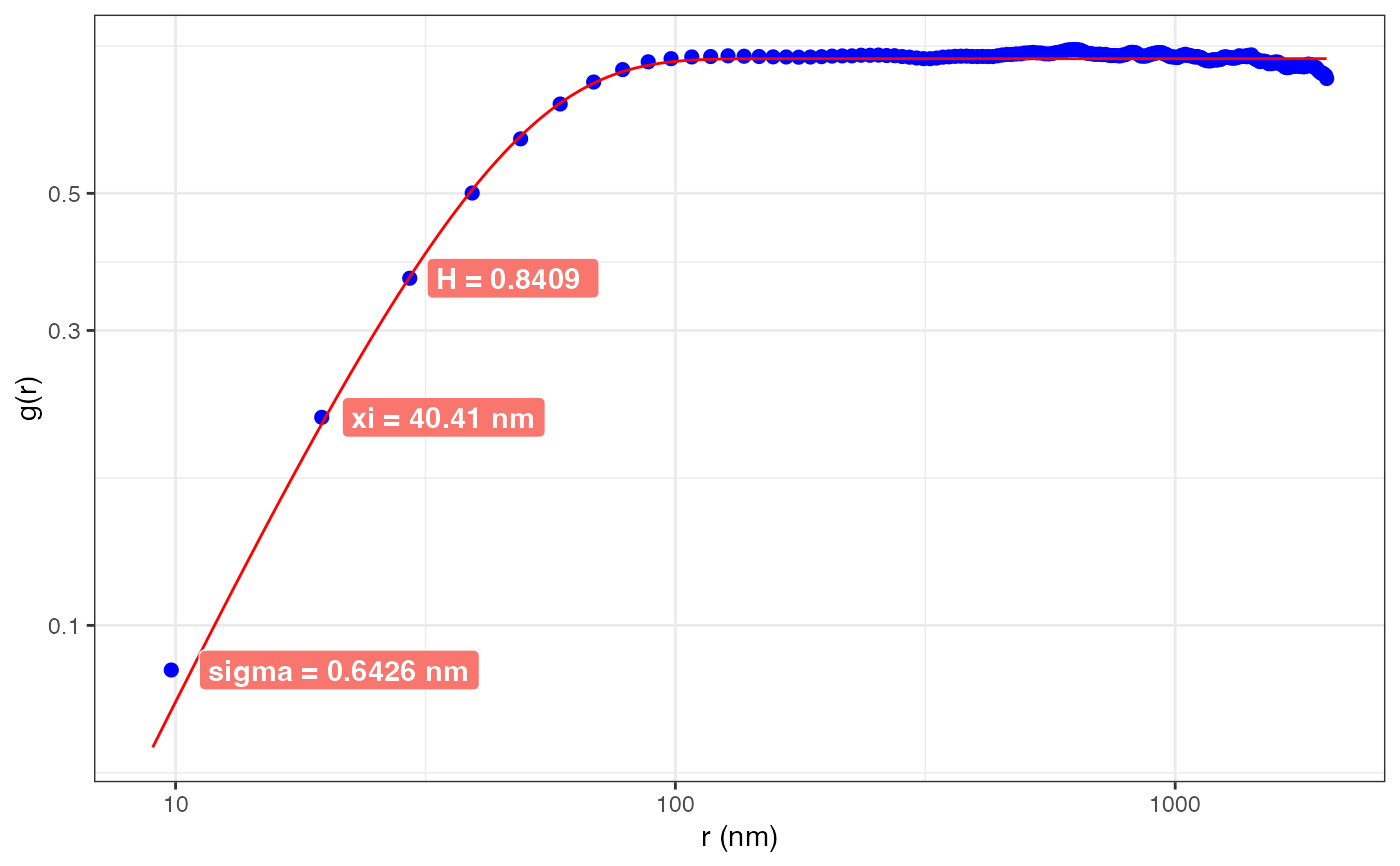 0.5
H = 0.8409
0.3
g(r)
xi = 40.41 nm
0.1
sigma = 0.6426 nm
10
100
1000
r (nm)